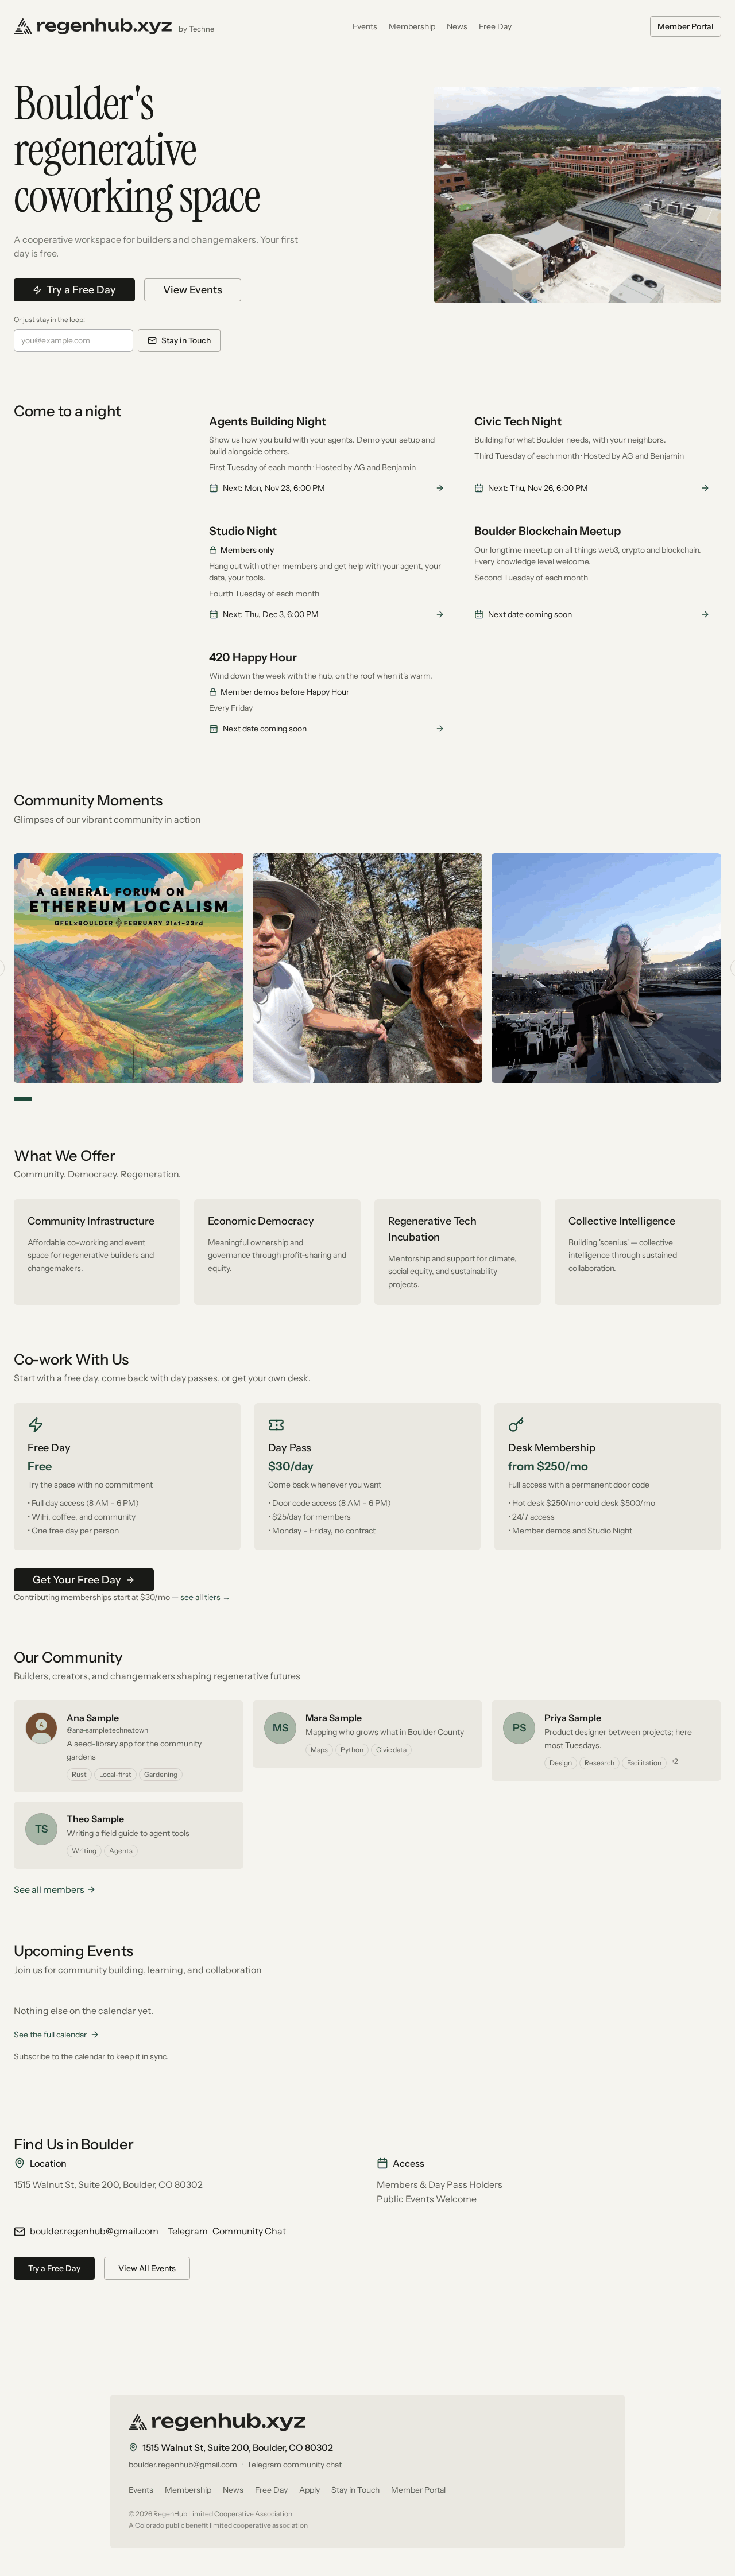 regenhub.xyz by Techne
Events Membership News Free Day
Member Portal
Boulder's
regenerative
coworking space
A cooperative workspace for builders and changemakers. Your first
day is free.
Try a Free Day
View Events
Or just stay in the loop:
you@example.com
Stay in Touch
Come to a night
Agents Building Night
Show us how you build with your agents. Demo your setup and
build alongside others.
First Tuesday of each month · Hosted by AG and Benjamin
Next: Mon, Nov 23, 6:00 PM →
Civic Tech Night
Building for what Boulder needs, with your neighbors.
Third Tuesday of each month · Hosted by AG and Benjamin
Next: Thu, Nov 26, 6:00 PM →
Studio Night
Members only
Hang out with other members and get help with your agent, your
data, your tools.
Fourth Tuesday of each month
Next: Thu, Dec 3, 6:00 PM →
Boulder Blockchain Meetup
Our longtime meetup on all things web3, crypto and blockchain.
Every knowledge level welcome.
Second Tuesday of each month
Next date coming soon →
420 Happy Hour
Wind down the week with the hub, on the roof when it's warm.
Member demos before Happy Hour
Every Friday
Next date coming soon →
Community Moments
Glimpses of our vibrant community in action
A GENERAL FORUM ON
ETHEREUM LOCALISM
GFELxBOULDER FEBRUARY 21st-23rd
What We Offer
Community. Democracy. Regeneration.
Community Infrastructure
Affordable co-working and event
space for regenerative builders and
changemakers.
Economic Democracy
Meaningful ownership and
governance through profit-sharing and
equity.
Regenerative Tech
Incubation
Mentorship and support for climate,
social equity, and sustainability
projects.
Collective Intelligence
Building 'scenius' — collective
intelligence through sustained
collaboration.
Co-work With Us
Start with a free day, come back with day passes, or get your own desk.
Free Day
Free
Try the space with no commitment
• Full day access (8 AM – 6 PM)
• WiFi, coffee, and community
• One free day per person
Day Pass
$30/day
Come back whenever you want
• Door code access (8 AM – 6 PM)
• $25/day for members
• Monday – Friday, no contract
Desk Membership
from $250/mo
Full access with a permanent door code
• Hot desk $250/mo · cold desk $500/mo
• 24/7 access
• Member demos and Studio Night
Get Your Free Day →
Contributing memberships start at $30/mo — see all tiers →
Our Community
Builders, creators, and changemakers shaping regenerative futures
A
Ana Sample
@ana-sample.techne.town
A seed-library app for the community
gardens
Rust Local-first Gardening
MS
Mara Sample
Mapping who grows what in Boulder County
Maps Python Civic data
PS
Priya Sample
Product designer between projects; here
most Tuesdays.
Design Research Facilitation +2
TS
Theo Sample
Writing a field guide to agent tools
Writing Agents
See all members →
Upcoming Events
Join us for community building, learning, and collaboration
Nothing else on the calendar yet.
See the full calendar →
Subscribe to the calendar to keep it in sync.
Find Us in Boulder
Location
1515 Walnut St, Suite 200, Boulder, CO 80302
Access
Members & Day Pass Holders
Public Events Welcome
boulder.regenhub@gmail.com Telegram Community Chat
Try a Free Day
View All Events
regenhub.xyz
1515 Walnut St, Suite 200, Boulder, CO 80302
boulder.regenhub@gmail.com · Telegram community chat
Events Membership News Free Day Apply Stay in Touch Member Portal
© 2026 RegenHub Limited Cooperative Association
A Colorado public benefit limited cooperative association